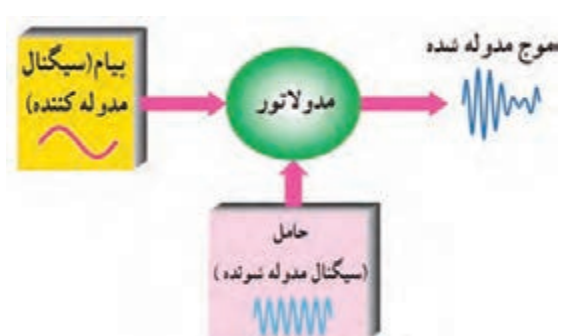 موج مدوله شده
پیام(سیگنال
مدوله کننده)
مدولاتور
حامل
(سیگنال مدوله شونده)